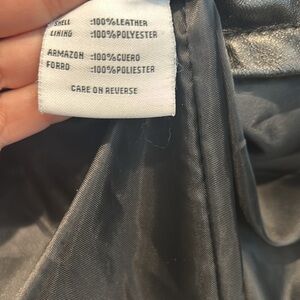 SHELL :100%LEATHER
LINING :100%POLYESTER
ARMAZON :100%CUERO
FORRO :100%POLIESTER
CARE ON REVERSE